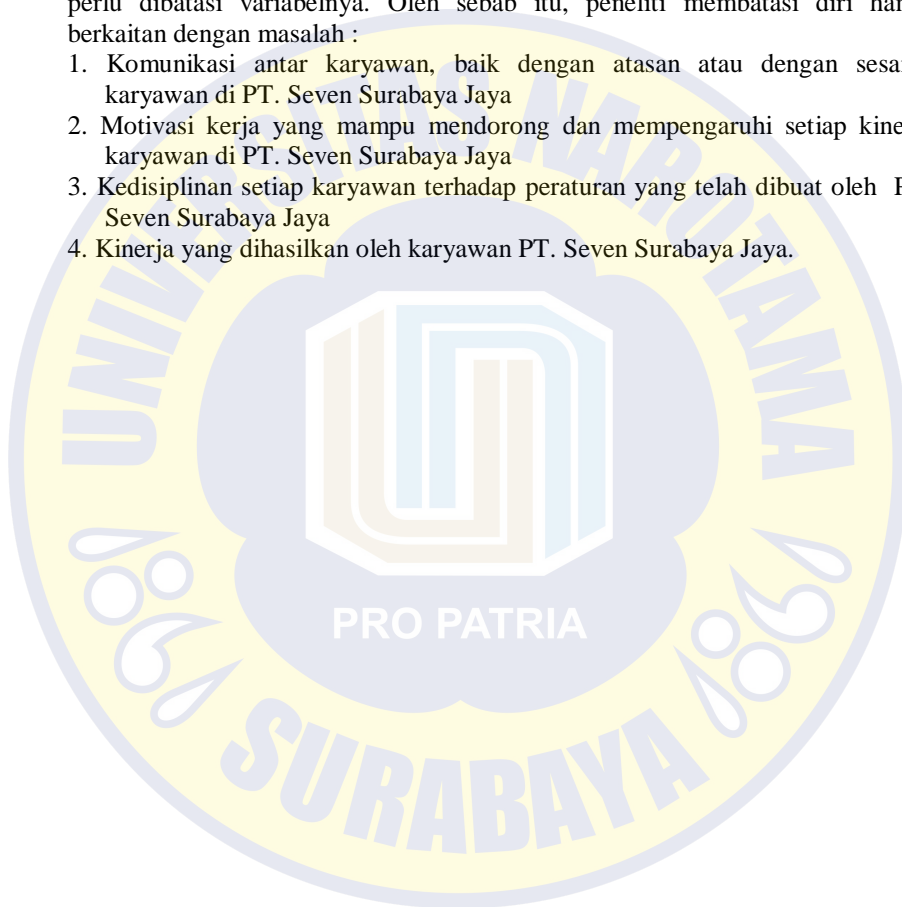 perlu dibatasi variabelnya. Oleh sebab itu, peneliti membatasi diri
berkaitan dengan masalah :
1. Komunikasi antar karyawan, baik dengan atasan atau dengan
karyawan di PT. Seven Surabaya Jaya
2. Motivasi kerja yang mampu mendorong dan mempengaruhi setiap
karyawan di PT. Seven Surabaya Jaya
3. Kedisiplinan setiap karyawan terhadap peraturan yang telah dibuat oleh
Seven Surabaya Jaya
4. Kinerja yang dihasilkan oleh karyawan PT. Seven Surabaya Jaya.
UNIVERSITAS NAROTAMA
PRO PATRIA
SURABAYA